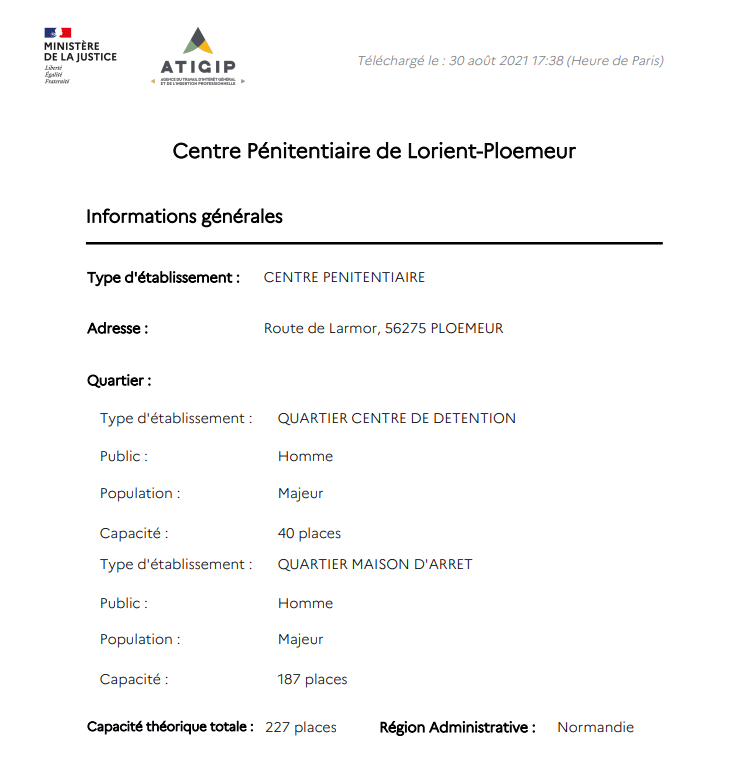 MINISTÈRE
DE LA JUSTICE
Liberté
Égalité
Fraternité
ATIGIP
AGENCE DU TRAVAIL D'INTÉRÊT GÉNÉRAL
ET DE L'INSERTION PROFESSIONNELLE
Téléchargé le : 30 août 2021 17:38 (Heure de Paris)
Centre Pénitentiaire de Lorient-Ploemeur
Informations générales
Type d'établissement : CENTRE PENITENTIAIRE
Adresse : Route de Larmor, 56275 PLOEMEUR
Quartier :
Type d'établissement : QUARTIER CENTRE DE DETENTION
Public : Homme
Population : Majeur
Capacité : 40 places
Type d'établissement : QUARTIER MAISON D'ARRET
Public : Homme
Population : Majeur
Capacité : 187 places
Capacité théorique totale : 227 places Région Administrative : Normandie